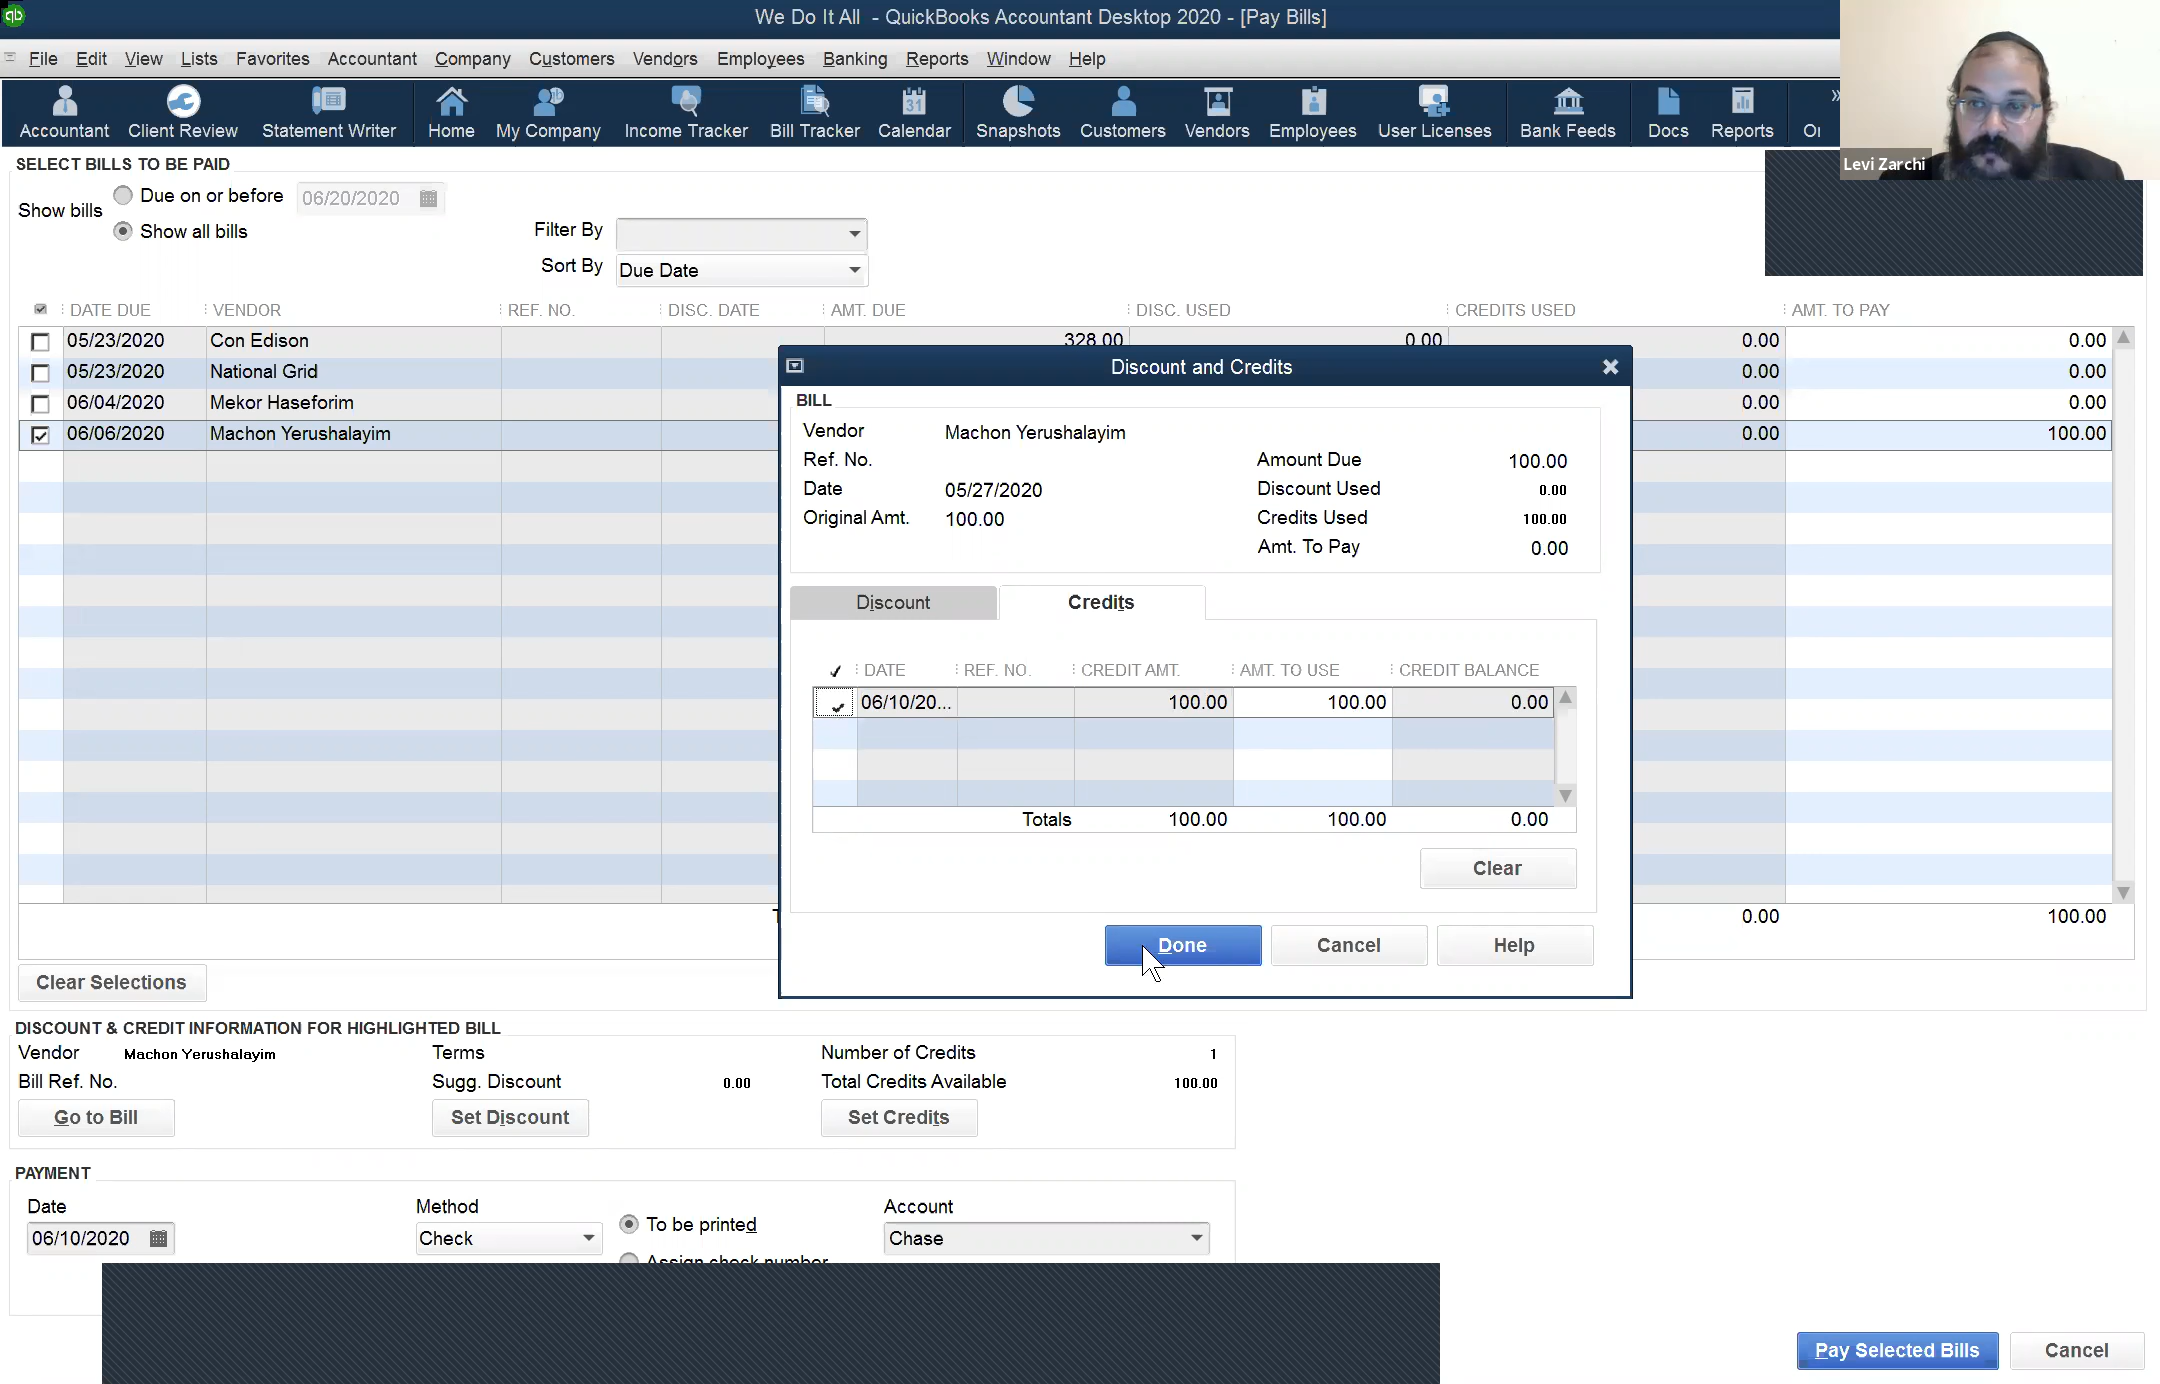 qb
We Do It All - QuickBooks Accountant Desktop 2020 - [Pay Bills]
File Edit View Lists Favorites Accountant Company Customers Vendors Employees Banking Reports Window Help
Accountant Client Review Statement Writer Home My Company Income Tracker Bill Tracker 31 Calendar Snapshots Customers Vendors Employees User Licenses Bank Feeds Docs Reports
Levi Zarchi
SELECT BILLS TO BE PAID
Show bills
Due on or before 06/20/2020
Show all bills
Filter By
Sort By Due Date
DATE DUE VENDOR REF. NO. DISC. DATE AMT. DUE DISC. USED CREDITS USED AMT. TO PAY
05/23/2020 Con Edison 328.00 0.00 0.00 0.00
05/23/2020 National Grid 0.00 0.00
06/04/2020 Mekor Haseforim 0.00 0.00
06/06/2020 Machon Yerushalayim 0.00 100.00
0.00 100.00
Discount and Credits
BILL
Vendor Machon Yerushalayim
Ref. No. Amount Due 100.00
Date 05/27/2020 Discount Used 0.00
Original Amt. 100.00 Credits Used 100.00
Amt. To Pay 0.00
Discount Credits
DATE REF. NO. CREDIT AMT. AMT. TO USE CREDIT BALANCE
06/10/20... 100.00 100.00 0.00
Totals 100.00 100.00 0.00
Clear
Done Cancel Help
Clear Selections
DISCOUNT & CREDIT INFORMATION FOR HIGHLIGHTED BILL
Vendor Machon Yerushalayim Terms Number of Credits 1
Bill Ref. No. Sugg. Discount 0.00 Total Credits Available 100.00
Go to Bill Set Discount Set Credits
PAYMENT
Date Method Account
06/10/2020 Check To be printed Chase
Assign check number
Pay Selected Bills Cancel